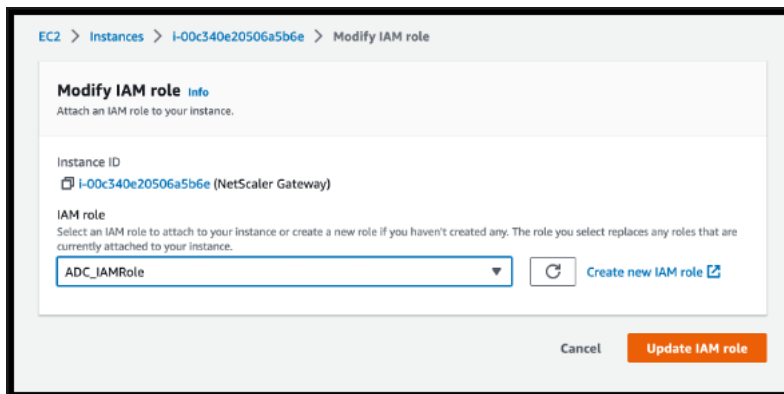 EC2 > Instances > i-00c340e20506a5b6e > Modify IAM role
Modify IAM role Info
Attach an IAM role to your instance.
Instance ID
i-00c340e20506a5b6e (NetScaler Gateway)
IAM role
Select an IAM role to attach to your instance or create a new role if you haven't created any. The role you select replaces any roles that are
currently attached to your instance.
ADC_IAMRole
Create new IAM role
Cancel
Update IAM role